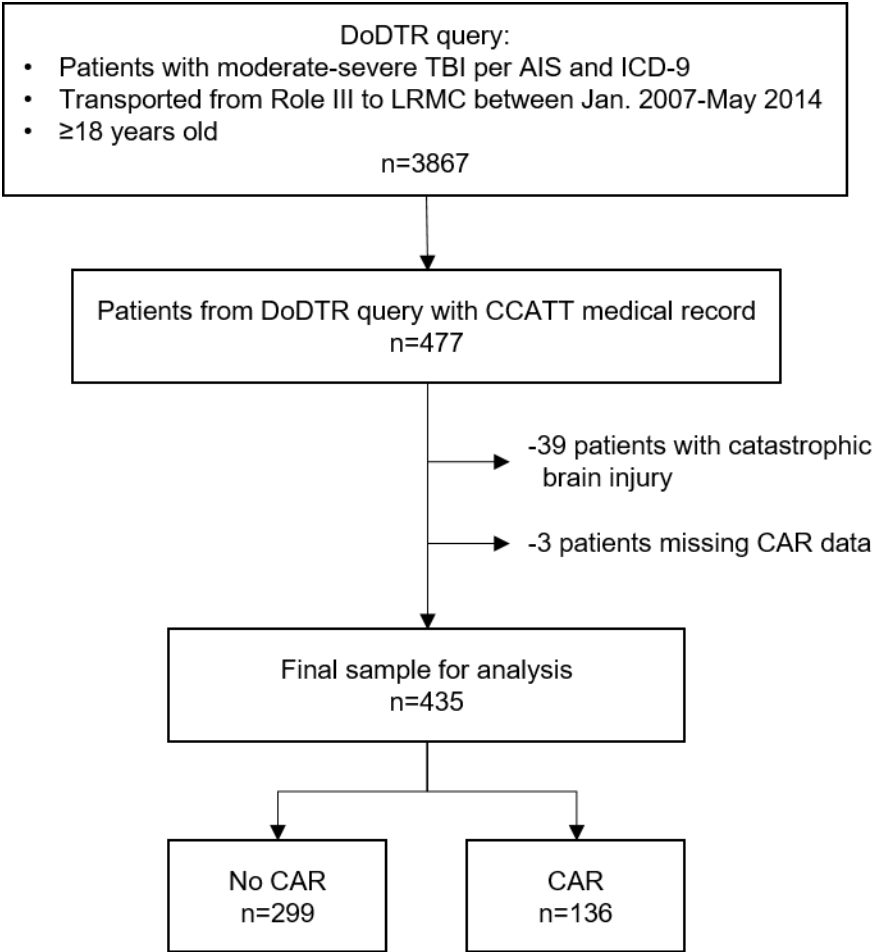 DoDTR query:
• Patients with moderate-severe TBI per AIS and ICD-9
• Transported from Role III to LRMC between Jan. 2007-May 2014
• ≥18 years old
n=3867
Patients from DoDTR query with CCATT medical record
n=477
-39 patients with catastrophic
brain injury
-3 patients missing CAR data
Final sample for analysis
n=435
No CAR
n=299
CAR
n=136